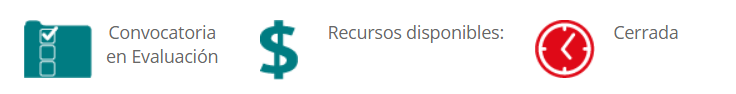 Convocatoria
en Evaluación
Recursos disponibles:
Cerrada